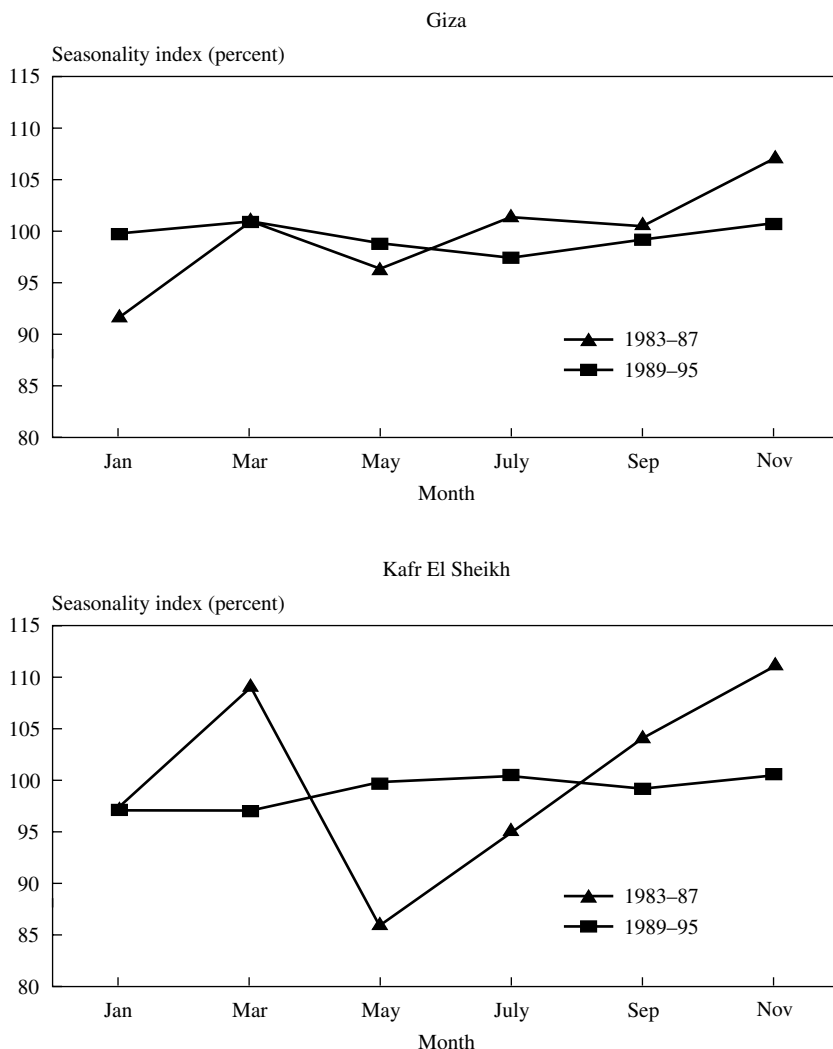 Giza
Seasonality index (percent)
115
110
105
100
95
90
85
80
1983–87
1989–95
Jan Mar May July Sep Nov
Month
Kafr El Sheikh
Seasonality index (percent)
115
110
105
100
95
90
85
80
1983–87
1989–95
Jan Mar May July Sep Nov
Month